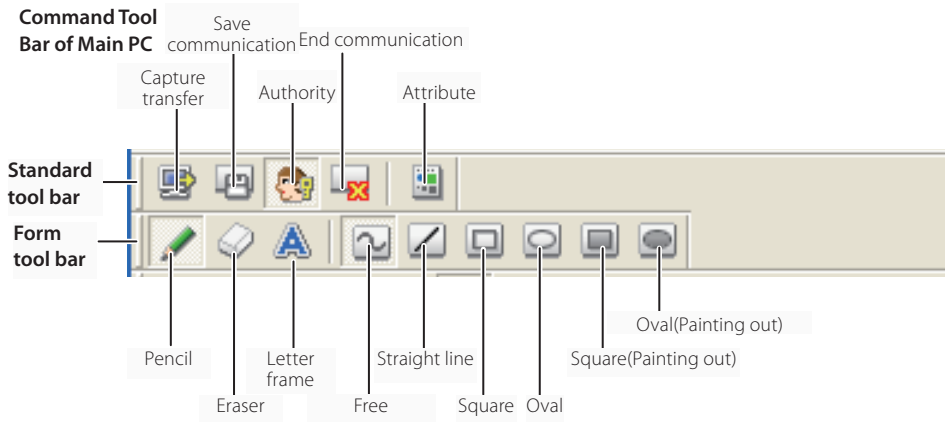 Command Tool
Bar of Main PC
Save
communication
End communication
Capture
transfer
Authority
Attribute
Standard
tool bar
Form
tool bar
Oval(Painting out)
Pencil
Letter
frame
Straight line
Square(Painting out)
Eraser
Free
Square
Oval